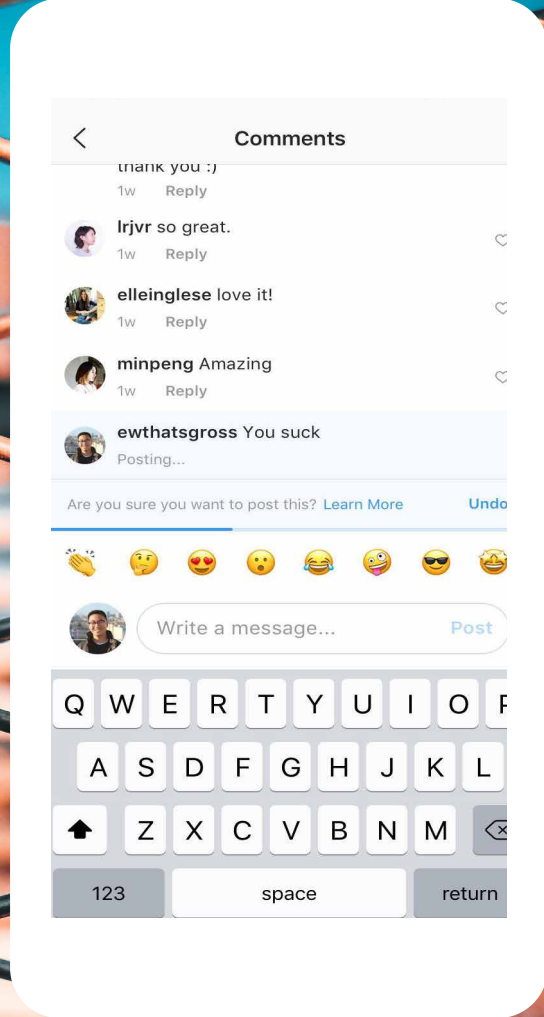 Comments
thank you :)
1w Reply
lrjvr so great.
1w Reply
elleinglese love it!
1w Reply
minpeng Amazing
1w Reply
ewthatsgross You suck
Posting...
Are you sure you want to post this? Learn More Undo
Write a message... Post
Q W E R T Y U I O P
A S D F G H J K L
Z X C V B N M
123 space return